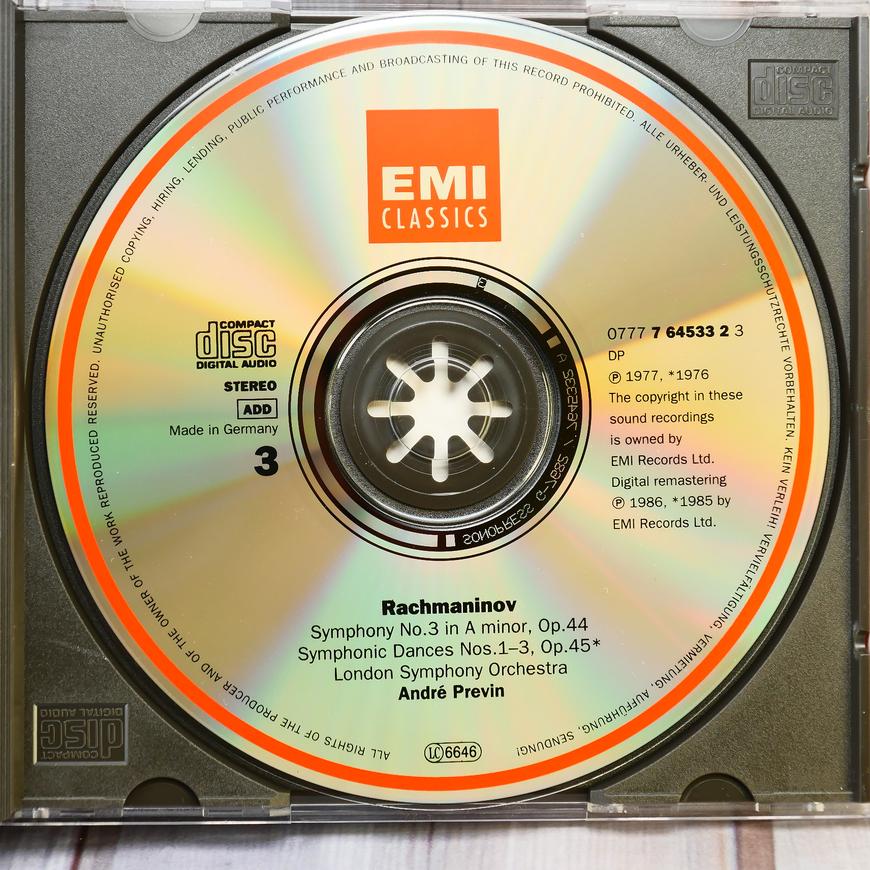 ALL RIGHTS OF THE PRODUCER AND OF THE OWNER OF THE WORK REPRODUCED RESERVED. UNAUTHORISED COPYING, HIRING, LENDING, PUBLIC PERFORMANCE AND BROADCASTING OF THIS RECORD PROHIBITED. ALLE URHEBER- UND LEISTUNGSSCHUTZRECHTE VORBEHALTEN. KEIN VERLEIH! VERVIELFÄLTIGUNG, VERMIETUNG, AUFFÜHRUNG, SENDUNG!
EMI
CLASSICS
COMPACT
disc
DIGITAL AUDIO
STEREO
ADD
Made in Germany
3
0777 7 64533 2 3
DP
℗ 1977, *1976
The copyright in these
sound recordings
is owned by
EMI Records Ltd.
Digital remastering
℗ 1986, *1985 by
EMI Records Ltd.
SONOPRESS G-7682 / 7645332 A
Rachmaninov
Symphony No.3 in A minor, Op.44
Symphonic Dances Nos.1–3, Op.45*
London Symphony Orchestra
André Previn
LC 6646
COMPACT
disc
DIGITAL AUDIO
COMPACT
disc
DIGITAL AUDIO